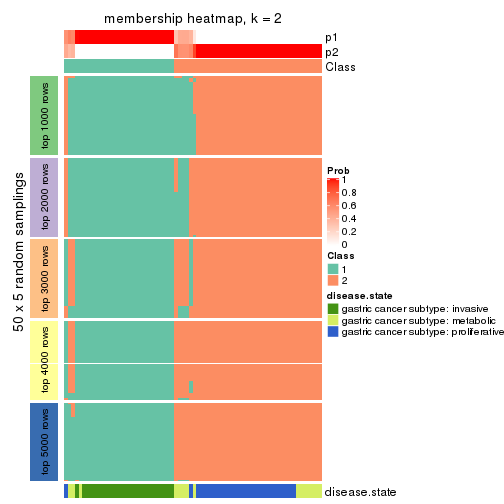 membership heatmap, k = 2
p1
p2
Class
50 x 5 random samplings
top 1000 rows
top 2000 rows
top 3000 rows
top 4000 rows
top 5000 rows
Prob
1
0.8
0.6
0.4
0.2
0
Class
1
2
disease.state
gastric cancer subtype: invasive
gastric cancer subtype: metabolic
gastric cancer subtype: proliferative
disease.state